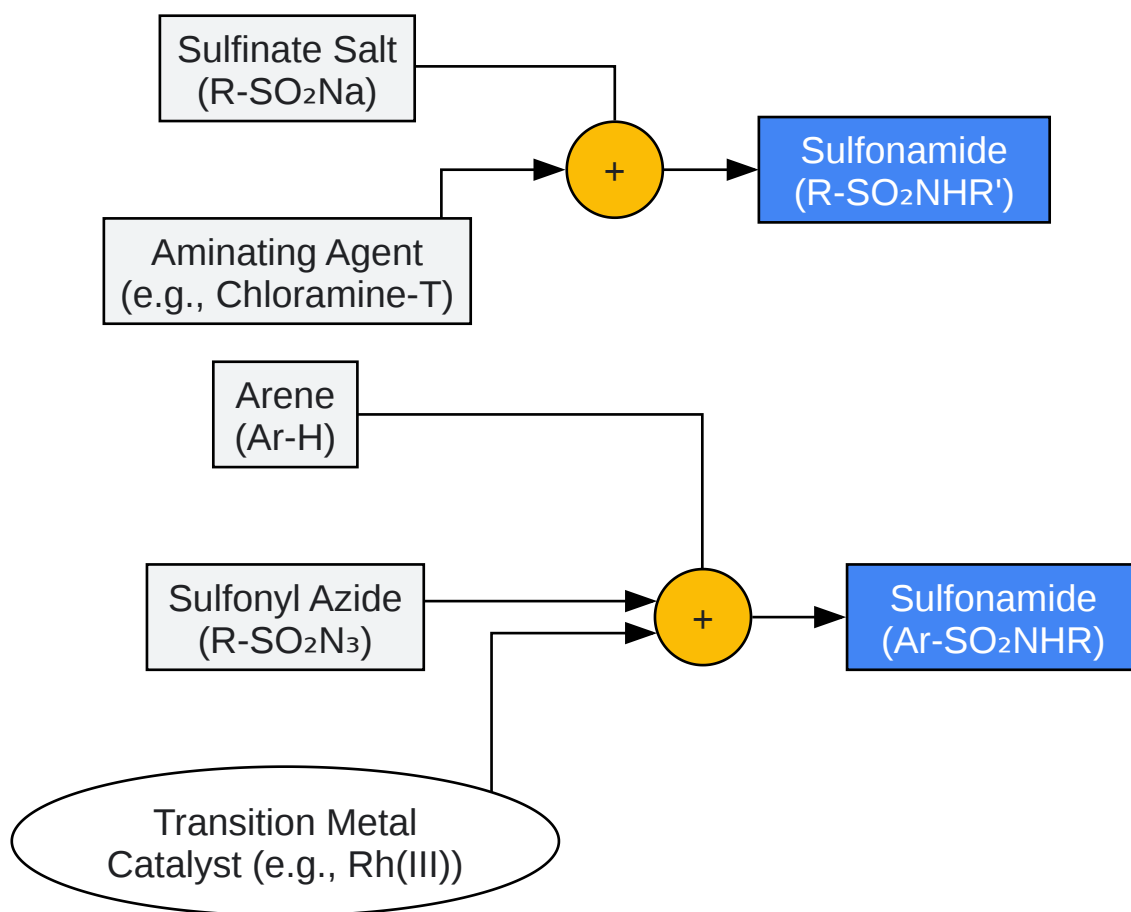 Sulfinate Salt
(R-SO₂Na)
+
Sulfonamide
(R-SO₂NHR')
Aminating Agent
(e.g., Chloramine-T)
Arene
(Ar-H)
Sulfonyl Azide
(R-SO₂N₃)
+
Sulfonamide
(Ar-SO₂NHR)
Transition Metal
Catalyst (e.g., Rh(III))